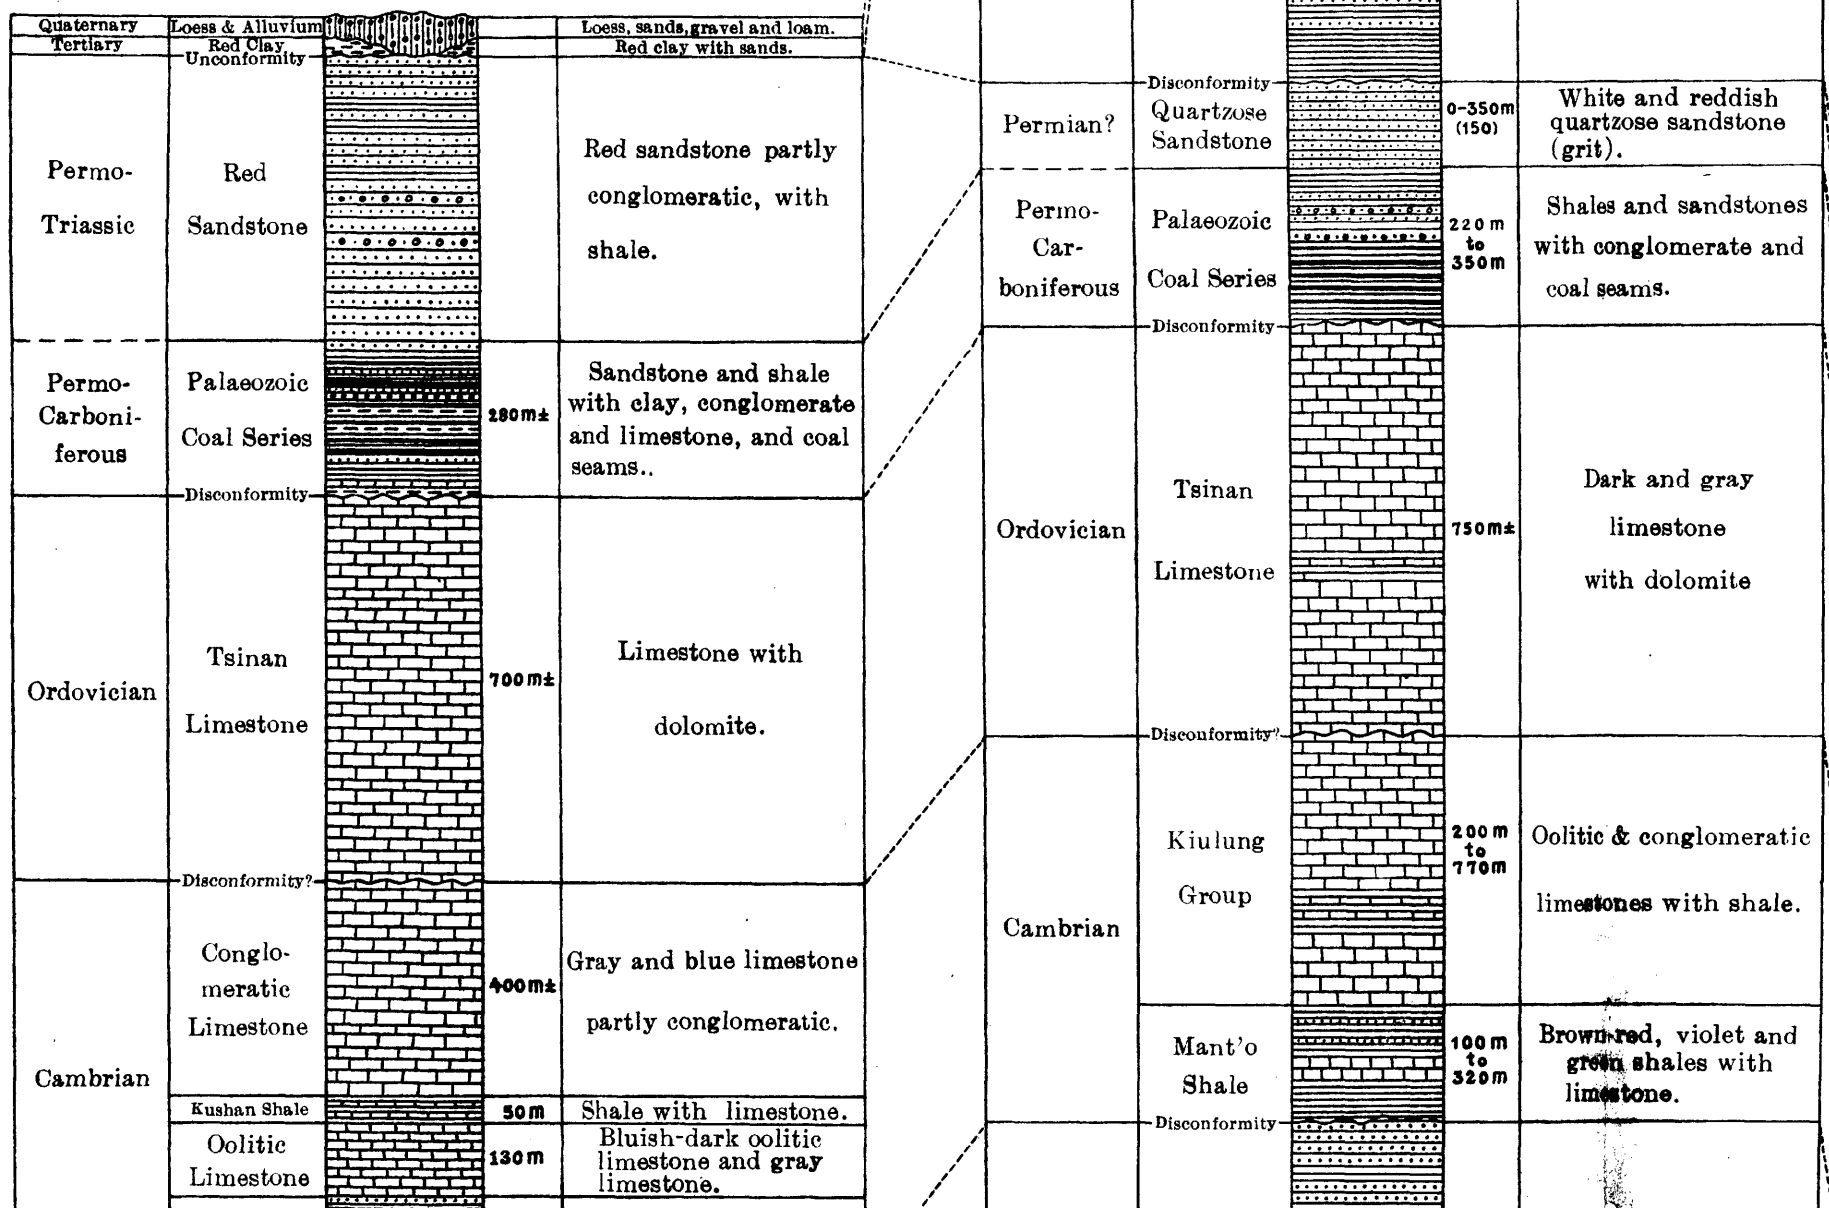 Quaternary
Loess & Alluvium
Loess, sands, gravel and loam.
Tertiary
Red Clay
Red clay with sands.
Unconformity
Permo-
Triassic
Red
Sandstone
Red sandstone partly
conglomeratic, with
shale.
Permo-
Carboni-
ferous
Palaeozoic
Coal Series
280m±
Sandstone and shale
with clay, conglomerate
and limestone, and coal
seams..
Disconformity
Ordovician
Tsinan
Limestone
700m±
Limestone with
dolomite.
Disconformity?
Cambrian
Conglo-
meratic
Limestone
400m±
Gray and blue limestone
partly conglomeratic.
Kushan Shale
50m
Shale with limestone.
Oolitic
Limestone
130m
Bluish-dark oolitic
limestone and gray
limestone.
Disconformity
Permian?
Quartzose
Sandstone
0-350m
(150)
White and reddish
quartzose sandstone
(grit).
Permo-
Car-
boniferous
Palaeozoic
Coal Series
220m
to
350m
Shales and sandstones
with conglomerate and
coal seams.
Disconformity
Ordovician
Tsinan
Limestone
750m±
Dark and gray
limestone
with dolomite
Disconformity?
Cambrian
Kiulung
Group
200m
to
770m
Oolitic & conglomeratic
limestones with shale.
Mant'o
Shale
100m
to
320m
Brown-red, violet and
green shales with
limestone.
Disconformity